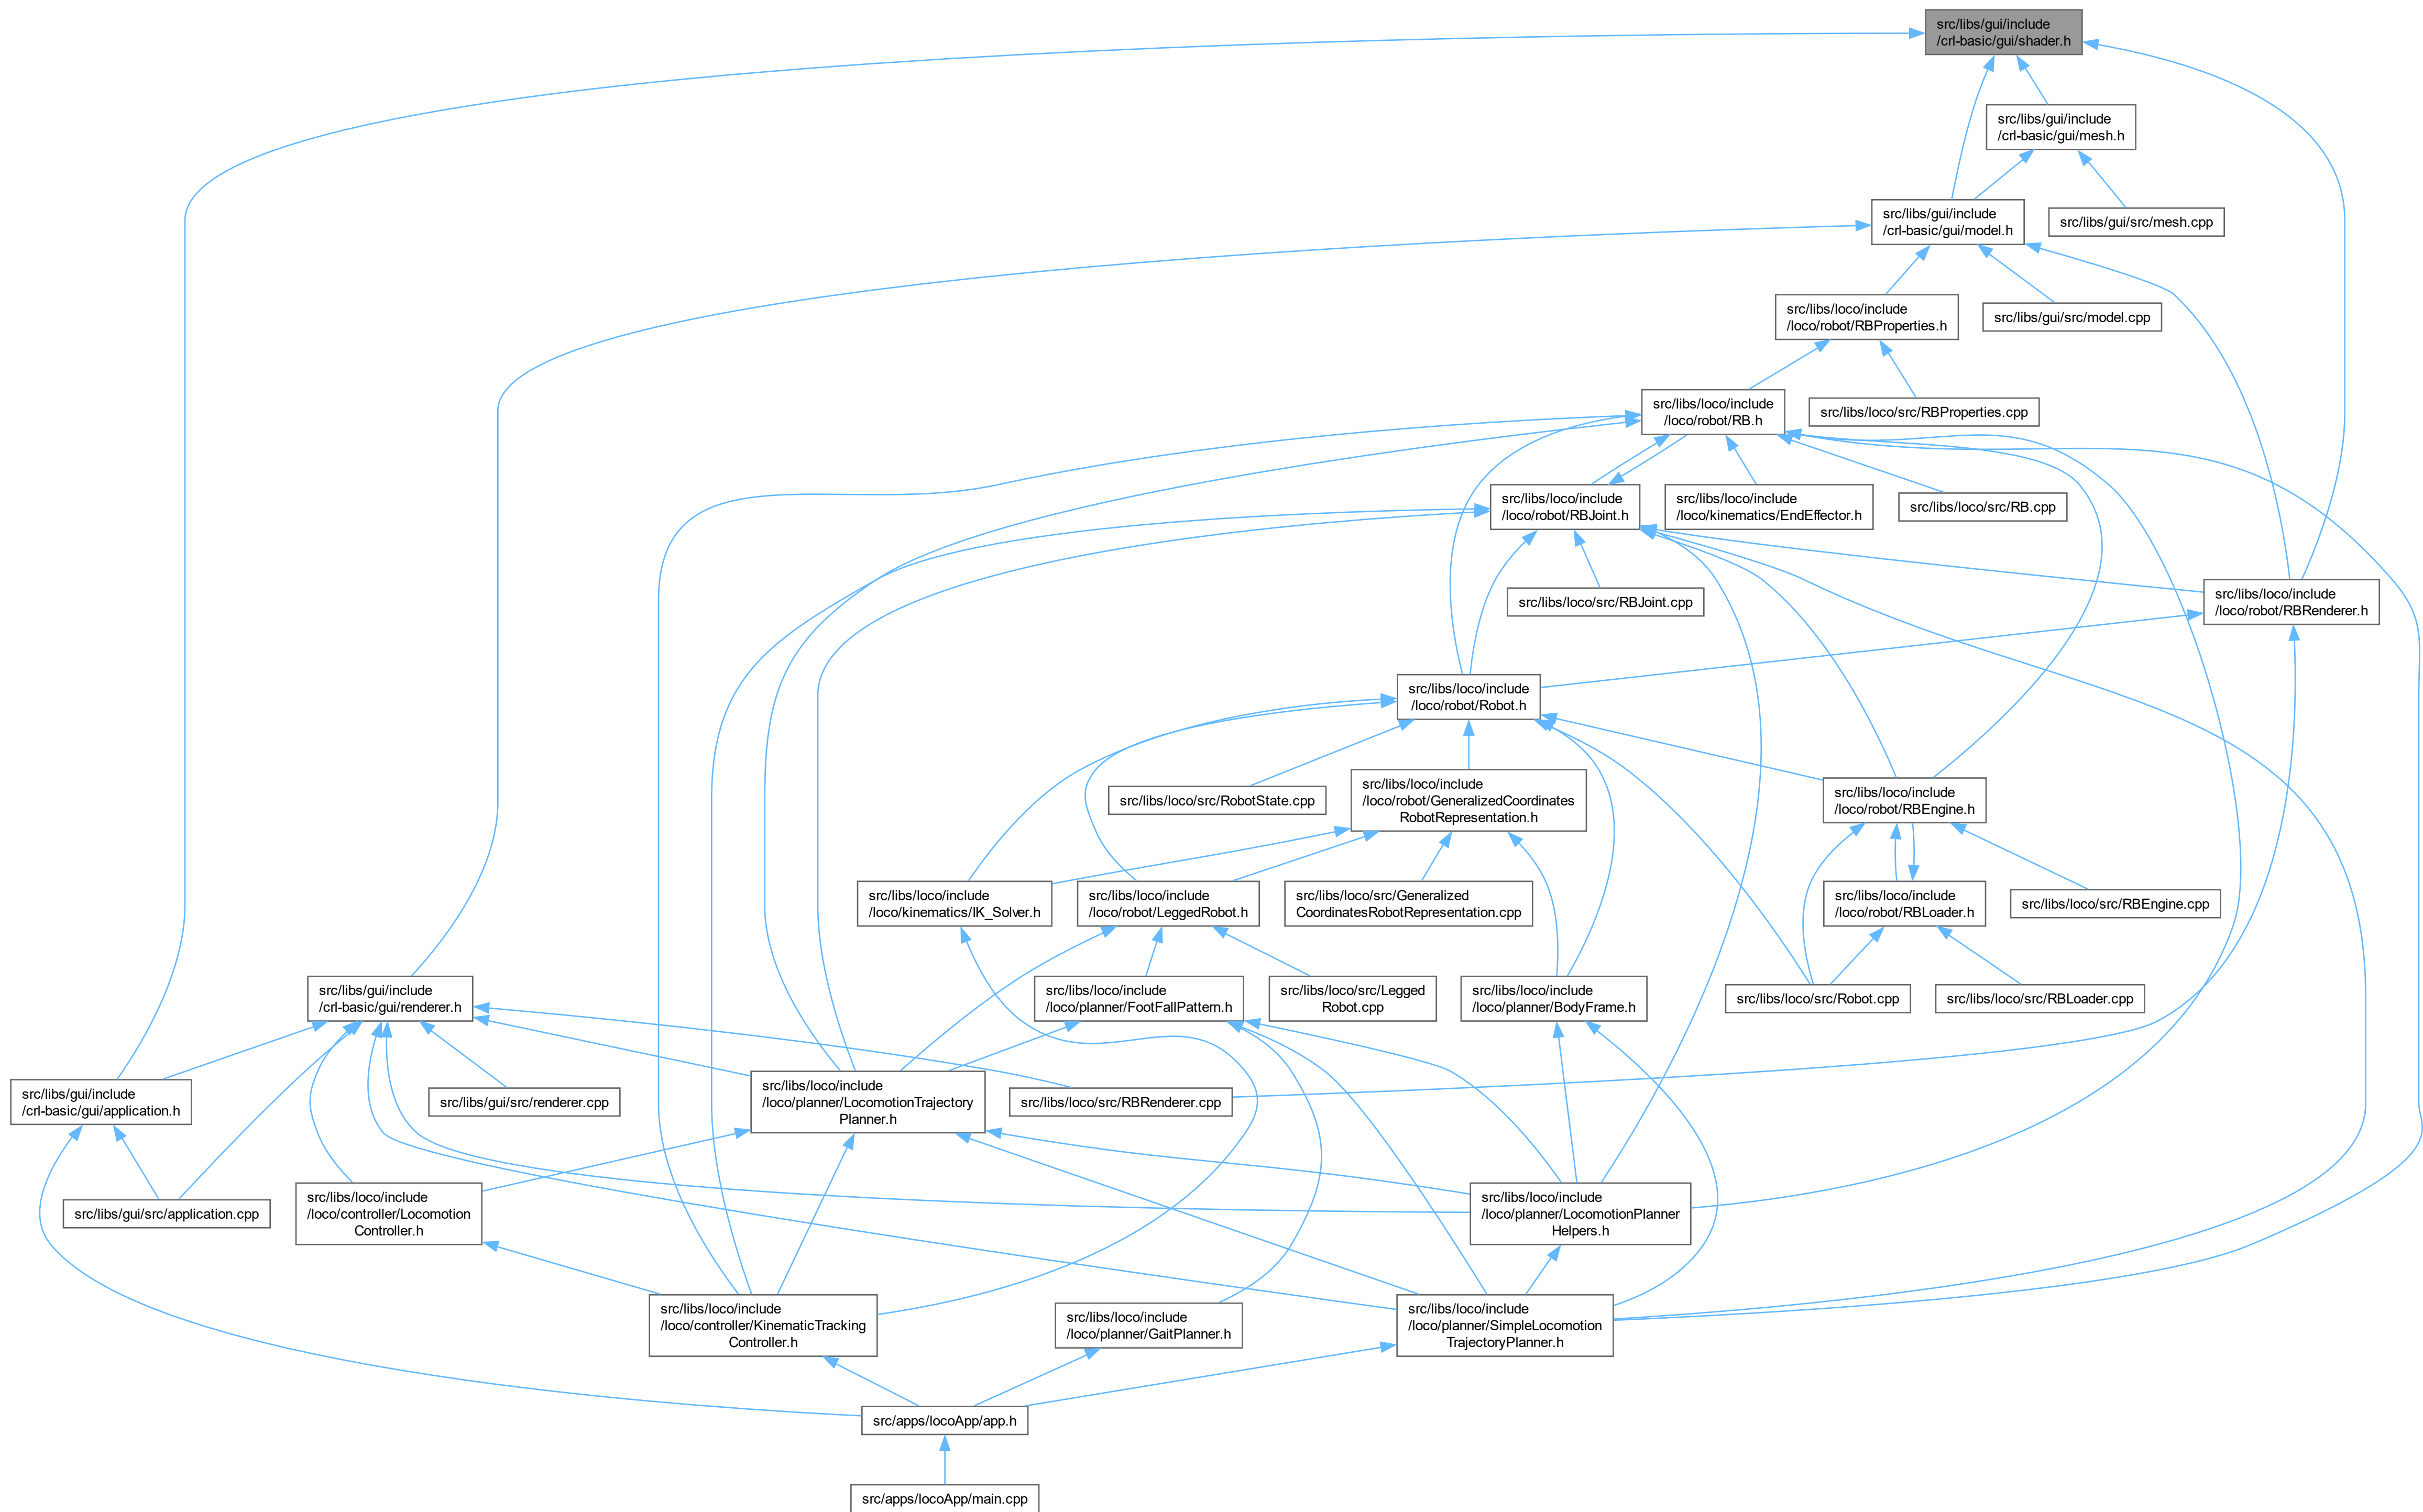 src/libs/gui/include
/crl-basic/gui/shader.h
src/libs/gui/include
/crl-basic/gui/mesh.h
src/libs/gui/include
/crl-basic/gui/model.h
src/libs/gui/src/mesh.cpp
src/libs/loco/include
/loco/robot/RBProperties.h
src/libs/gui/src/model.cpp
src/libs/loco/include
/loco/robot/RB.h
src/libs/loco/src/RBProperties.cpp
src/libs/loco/include
/loco/robot/RBJoint.h
src/libs/loco/include
/loco/kinematics/EndEffector.h
src/libs/loco/src/RB.cpp
src/libs/loco/src/RBJoint.cpp
src/libs/loco/include
/loco/robot/RBRenderer.h
src/libs/loco/include
/loco/robot/Robot.h
src/libs/loco/src/RobotState.cpp
src/libs/loco/include
/loco/robot/GeneralizedCoordinates
RobotRepresentation.h
src/libs/loco/include
/loco/robot/RBEngine.h
src/libs/loco/include
/loco/kinematics/IK_Solver.h
src/libs/loco/include
/loco/robot/LeggedRobot.h
src/libs/loco/src/Generalized
CoordinatesRobotRepresentation.cpp
src/libs/loco/include
/loco/robot/RBLoader.h
src/libs/loco/src/RBEngine.cpp
src/libs/gui/include
/crl-basic/gui/renderer.h
src/libs/loco/include
/loco/planner/FootFallPattern.h
src/libs/loco/src/Legged
Robot.cpp
src/libs/loco/include
/loco/planner/BodyFrame.h
src/libs/loco/src/Robot.cpp
src/libs/loco/src/RBLoader.cpp
src/libs/gui/include
/crl-basic/gui/application.h
src/libs/gui/src/renderer.cpp
src/libs/loco/include
/loco/planner/LocomotionTrajectory
Planner.h
src/libs/loco/src/RBRenderer.cpp
src/libs/gui/src/application.cpp
src/libs/loco/include
/loco/controller/Locomotion
Controller.h
src/libs/loco/include
/loco/planner/LocomotionPlanner
Helpers.h
src/libs/loco/include
/loco/controller/KinematicTracking
Controller.h
src/libs/loco/include
/loco/planner/GaitPlanner.h
src/libs/loco/include
/loco/planner/SimpleLocomotion
TrajectoryPlanner.h
src/apps/locoApp/app.h
src/apps/locoApp/main.cpp